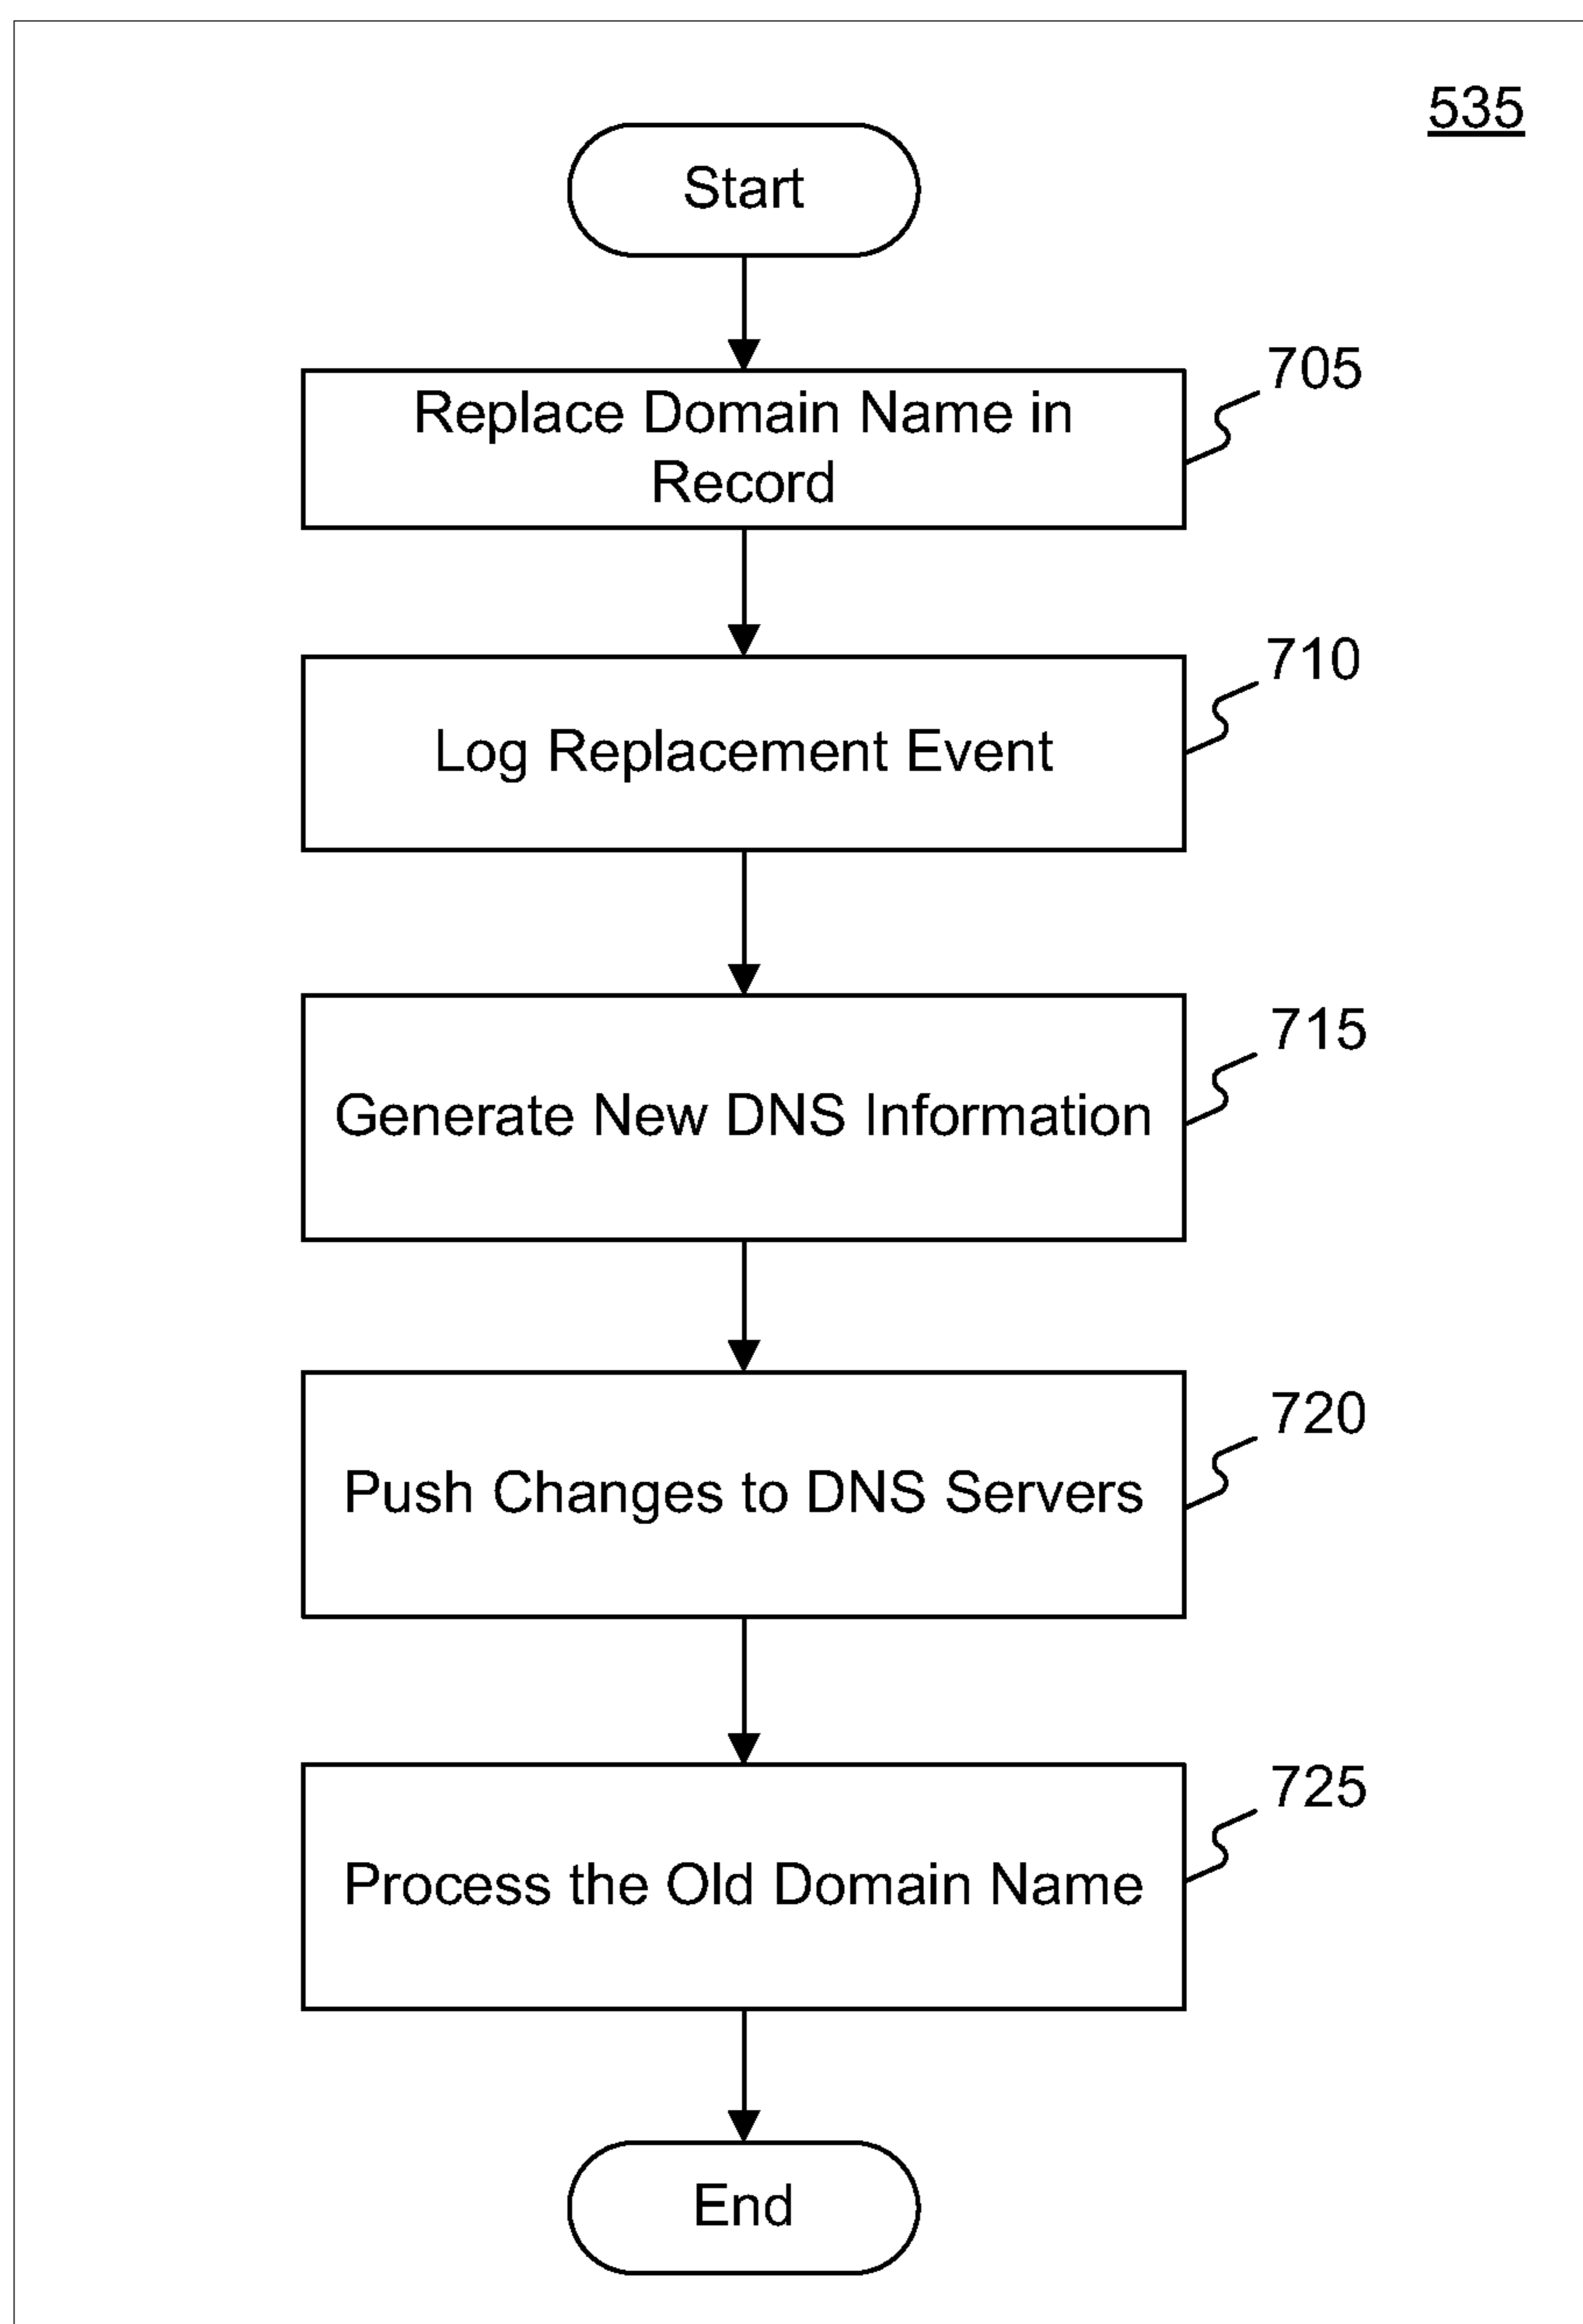 535
Start
Replace Domain Name in
Record
705
Log Replacement Event
710
Generate New DNS Information
715
Push Changes to DNS Servers
720
Process the Old Domain Name
725
End